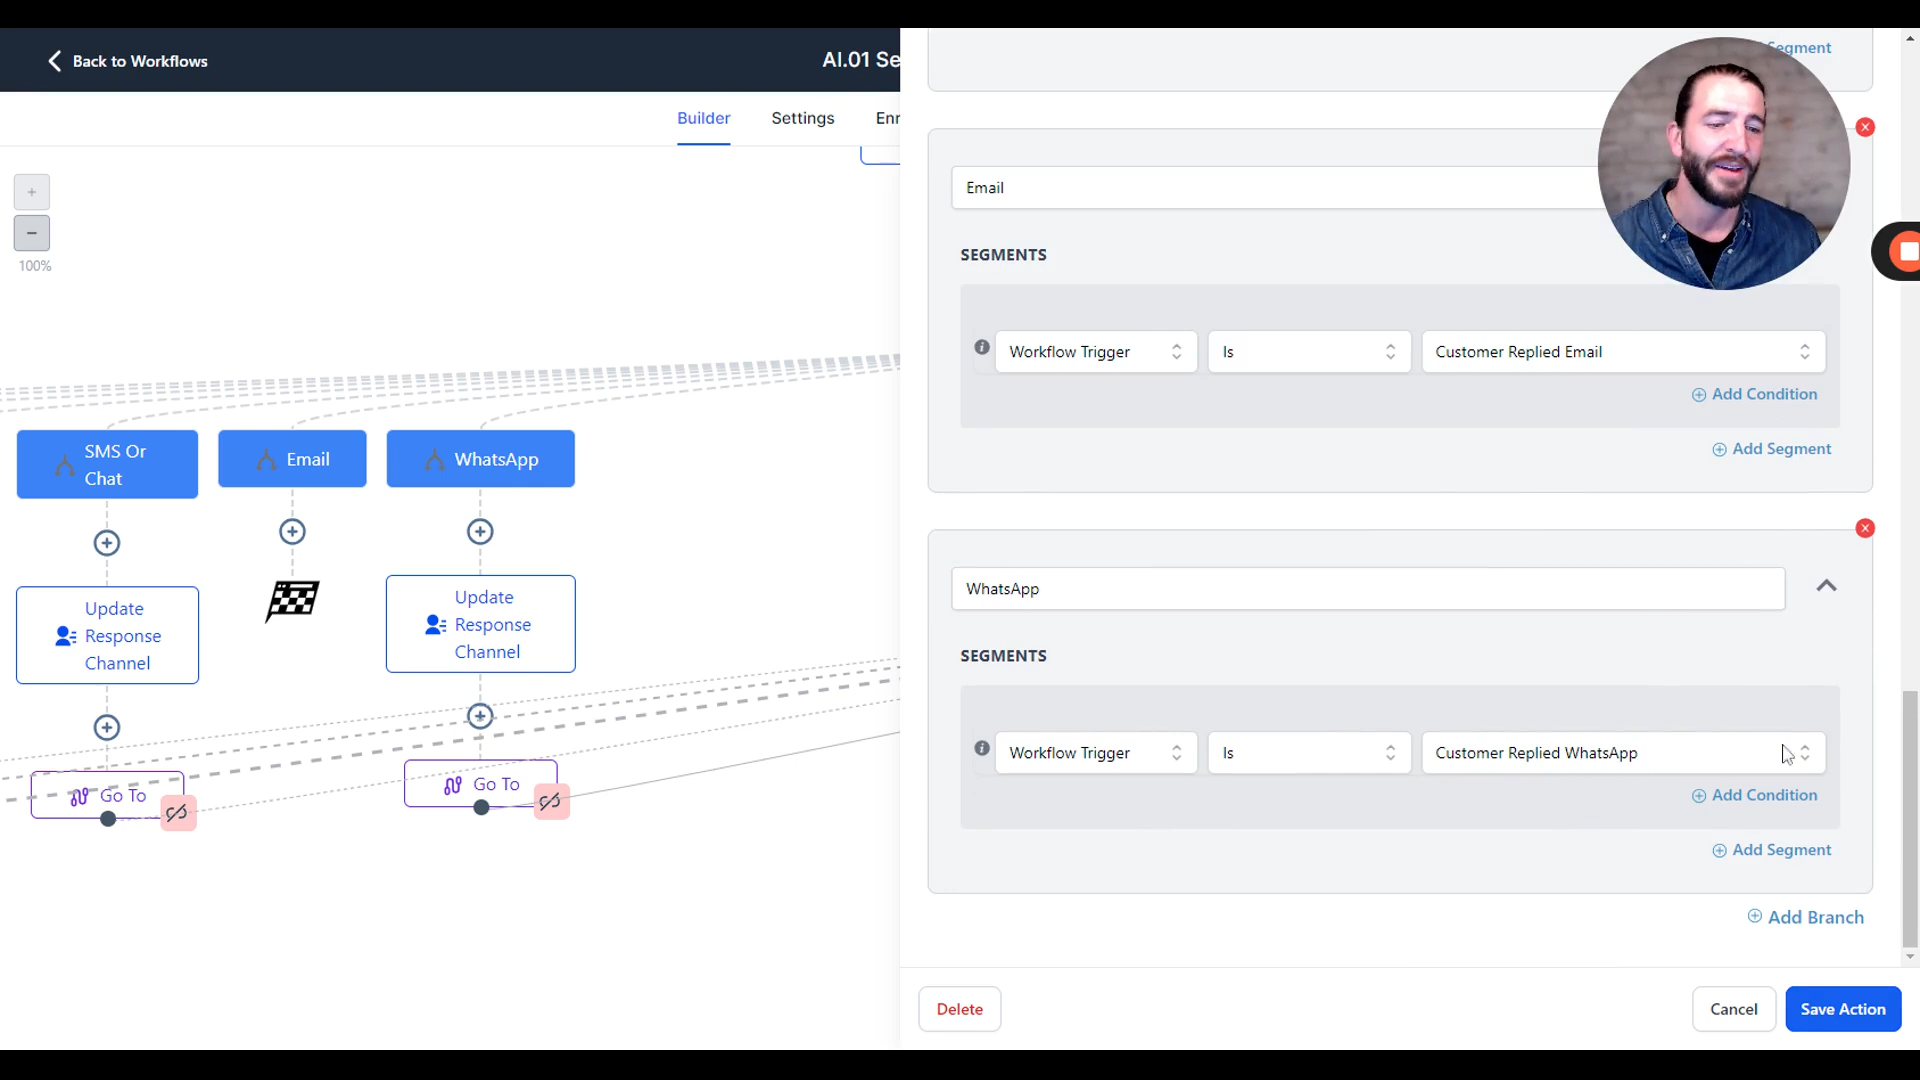 Back to Workflows
AI.01 Se
Builder
Settings
Enr
100%
SMS Or
Chat
Email
WhatsApp
Update
Response
Channel
Update
Response
Channel
Go To
Go To
Segment
Email
SEGMENTS
Workflow Trigger
Is
Customer Replied Email
Add Condition
Add Segment
WhatsApp
SEGMENTS
Workflow Trigger
Is
Customer Replied WhatsApp
Add Condition
Add Segment
Add Branch
Delete
Cancel
Save Action